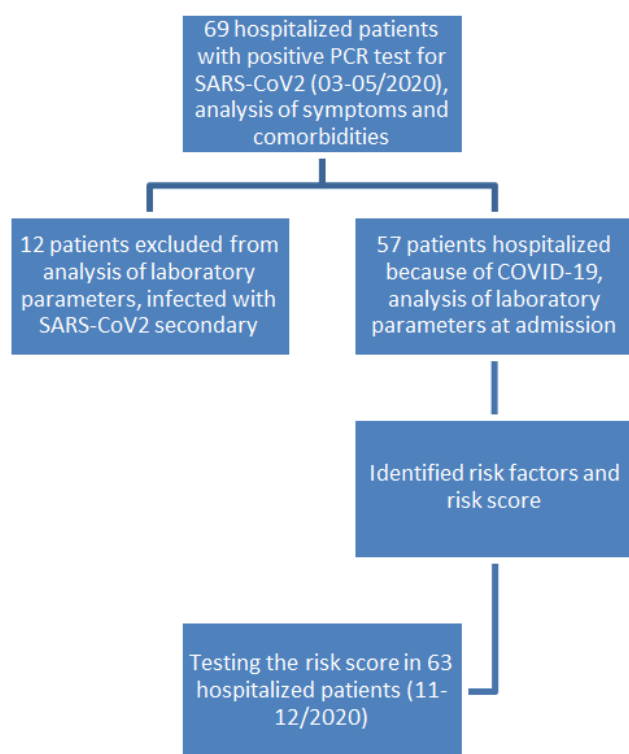 69 hospitalized patients
with positive PCR test for
SARS-CoV2 (03-05/2020),
analysis of symptoms and
comorbidities
12 patients excluded from
analysis of laboratory
parameters, infected with
SARS-CoV2 secondary
57 patients hospitalized
because of COVID-19,
analysis of laboratory
parameters at admission
Identified risk factors and
risk score
Testing the risk score in 63
hospitalized patients (11-
12/2020)